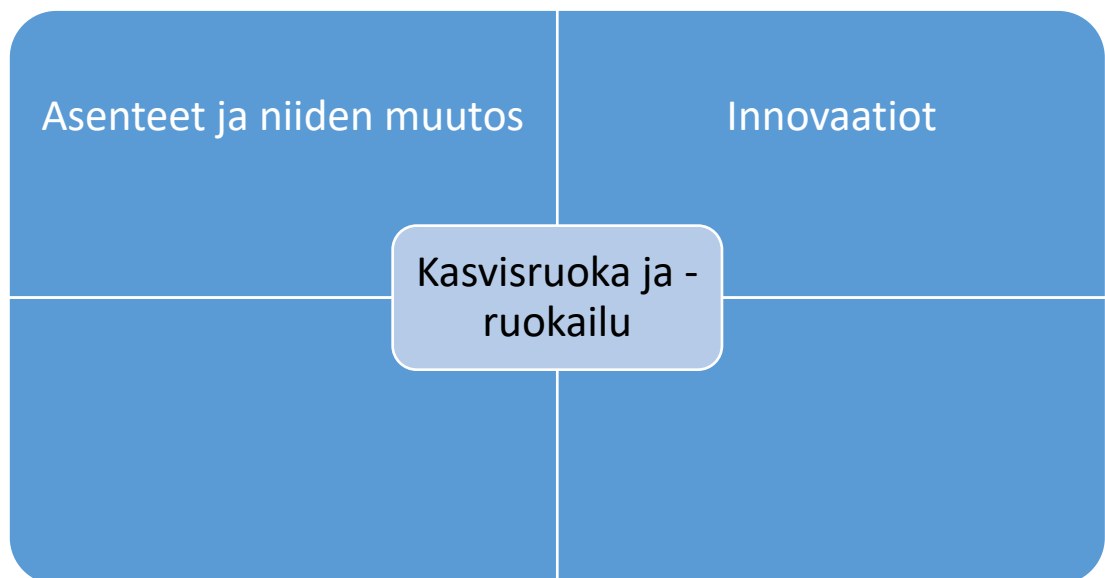 Asenteet ja niiden muutos
Innovaatiot
Kasvisruoka ja -
ruokailu